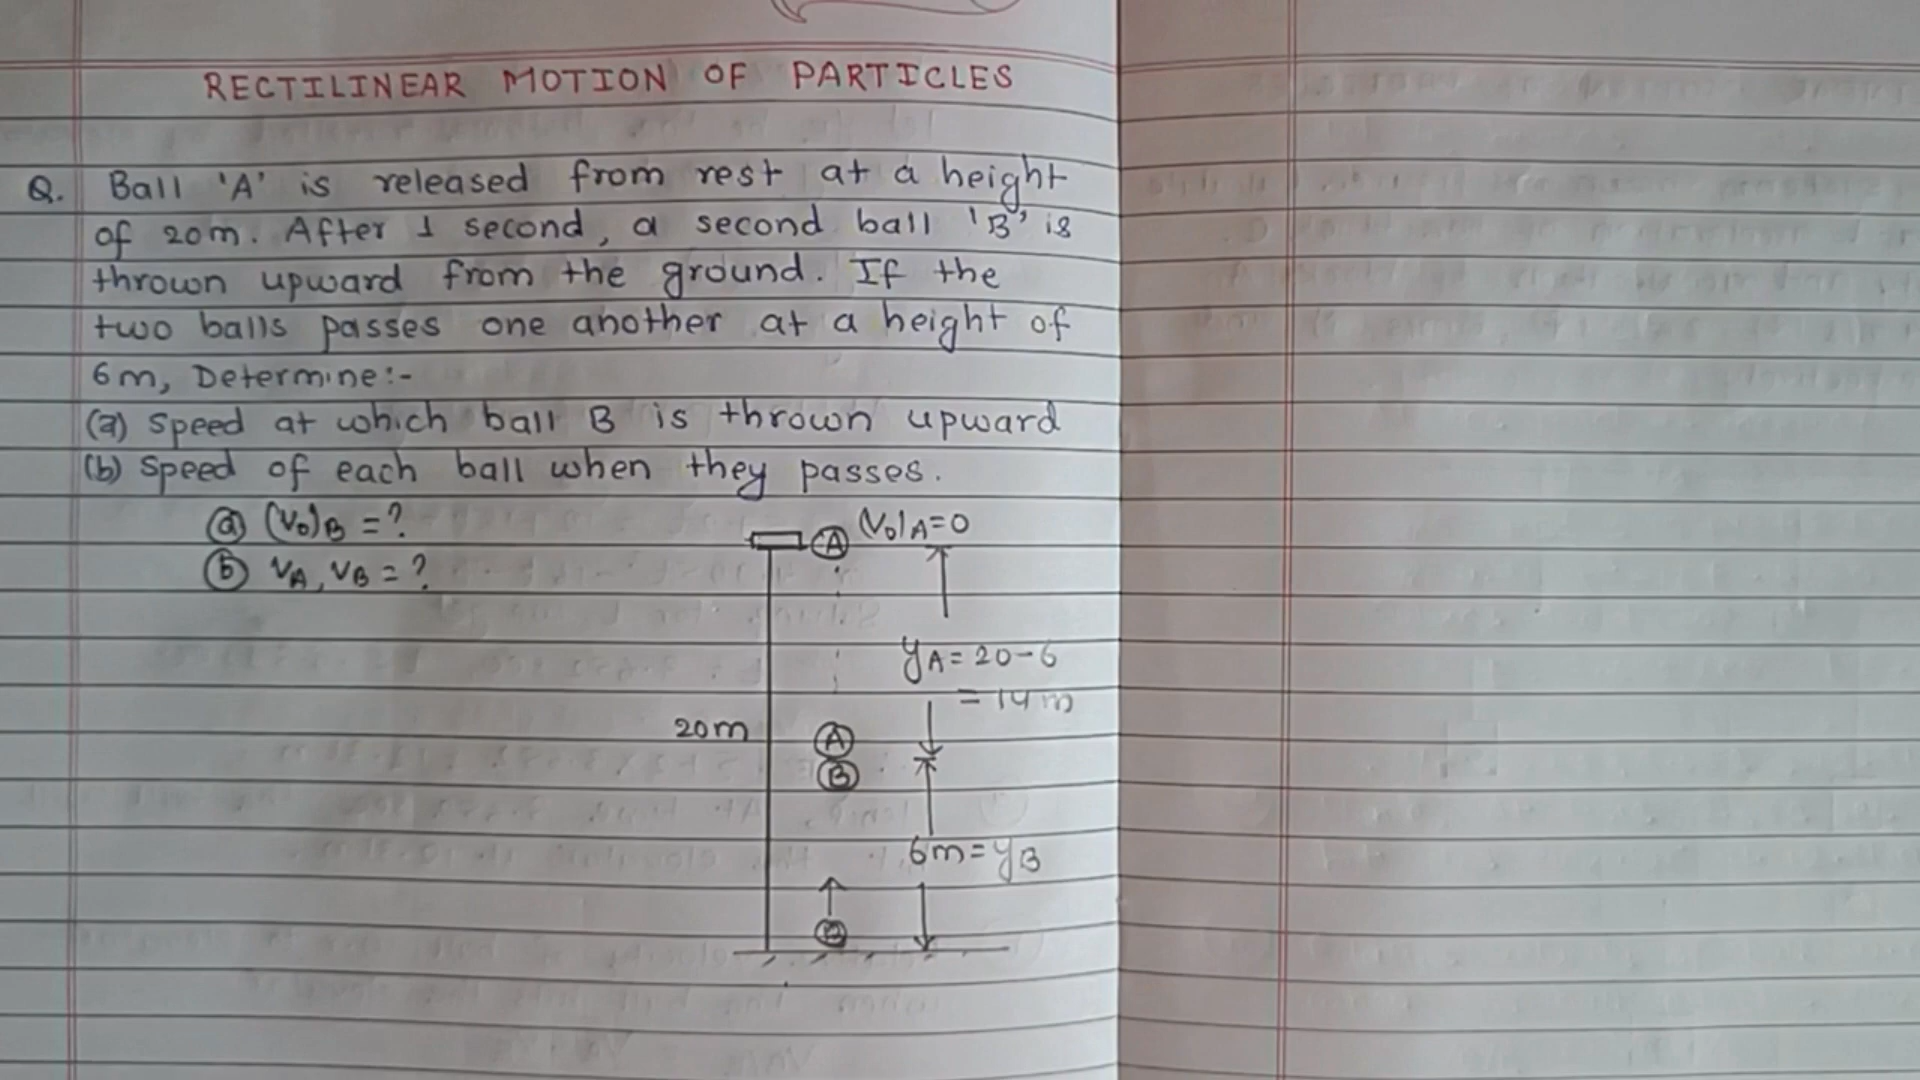 RECTILINEAR MOTION OF PARTICLES
Q. Ball 'A' is released from rest at a height
of 20m. After 1 second, a second ball 'B' is
thrown upward from the ground. If the
two balls passes one another at a height of
6m, Determine:-
(a) Speed at which ball B is thrown upward
(b) Speed of each ball when they passes.
(a) (V₀)B = ?
(b) VA, VB = ?
A (V₀)A=0
yA = 20-6
= 14m
20m
A
B
6m = yB
B